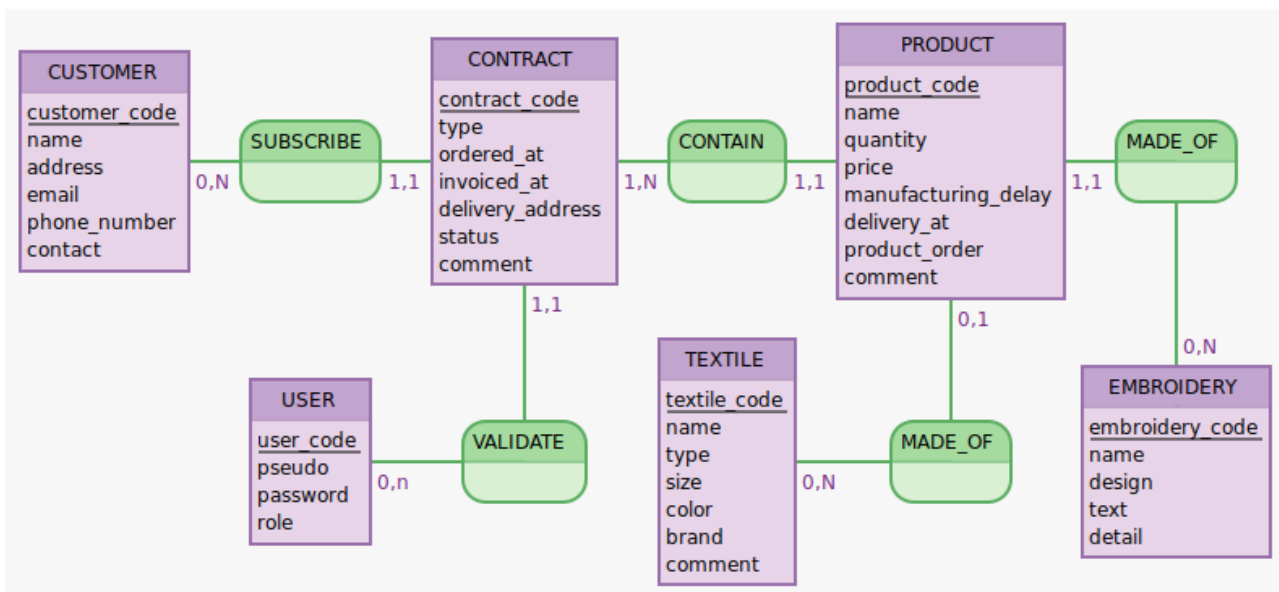 CUSTOMER
customer_code
name
address
email
phone_number
contact
SUBSCRIBE
0,N
1,1
CONTRACT
contract_code
type
ordered_at
invoiced_at
delivery_address
status
comment
CONTAIN
1,N
1,1
PRODUCT
product_code
name
quantity
price
manufacturing_delay
delivery_at
product_order
comment
MADE_OF
1,1
1,1
0,1
0,N
USER
user_code
pseudo
password
role
0,n
VALIDATE
TEXTILE
textile_code
name
type
size
color
brand
comment
0,N
MADE_OF
EMBROIDERY
embroidery_code
name
design
text
detail